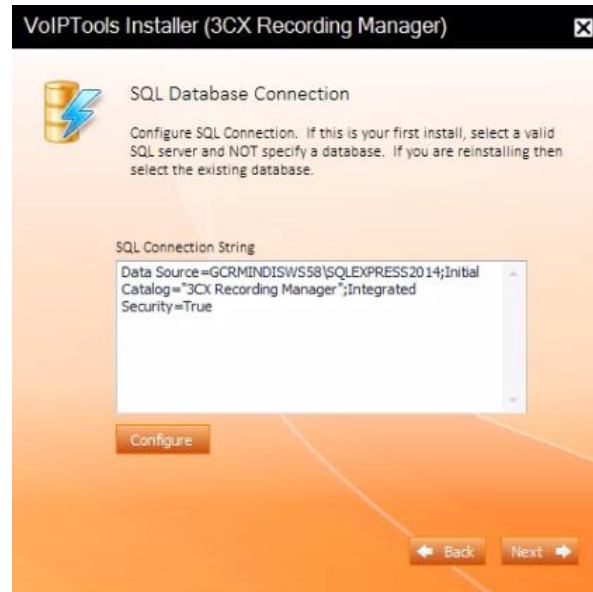 VoIPTools Installer (3CX Recording Manager)
SQL Database Connection
Configure SQL Connection. If this is your first install, select a valid
SQL server and NOT specify a database. If you are reinstalling then
select the existing database.
SQL Connection String
Data Source=GCRMINDISWS58\SQLEXPRESS2014;Initial
Catalog="3CX Recording Manager";Integrated
Security=True
Configure
Back Next